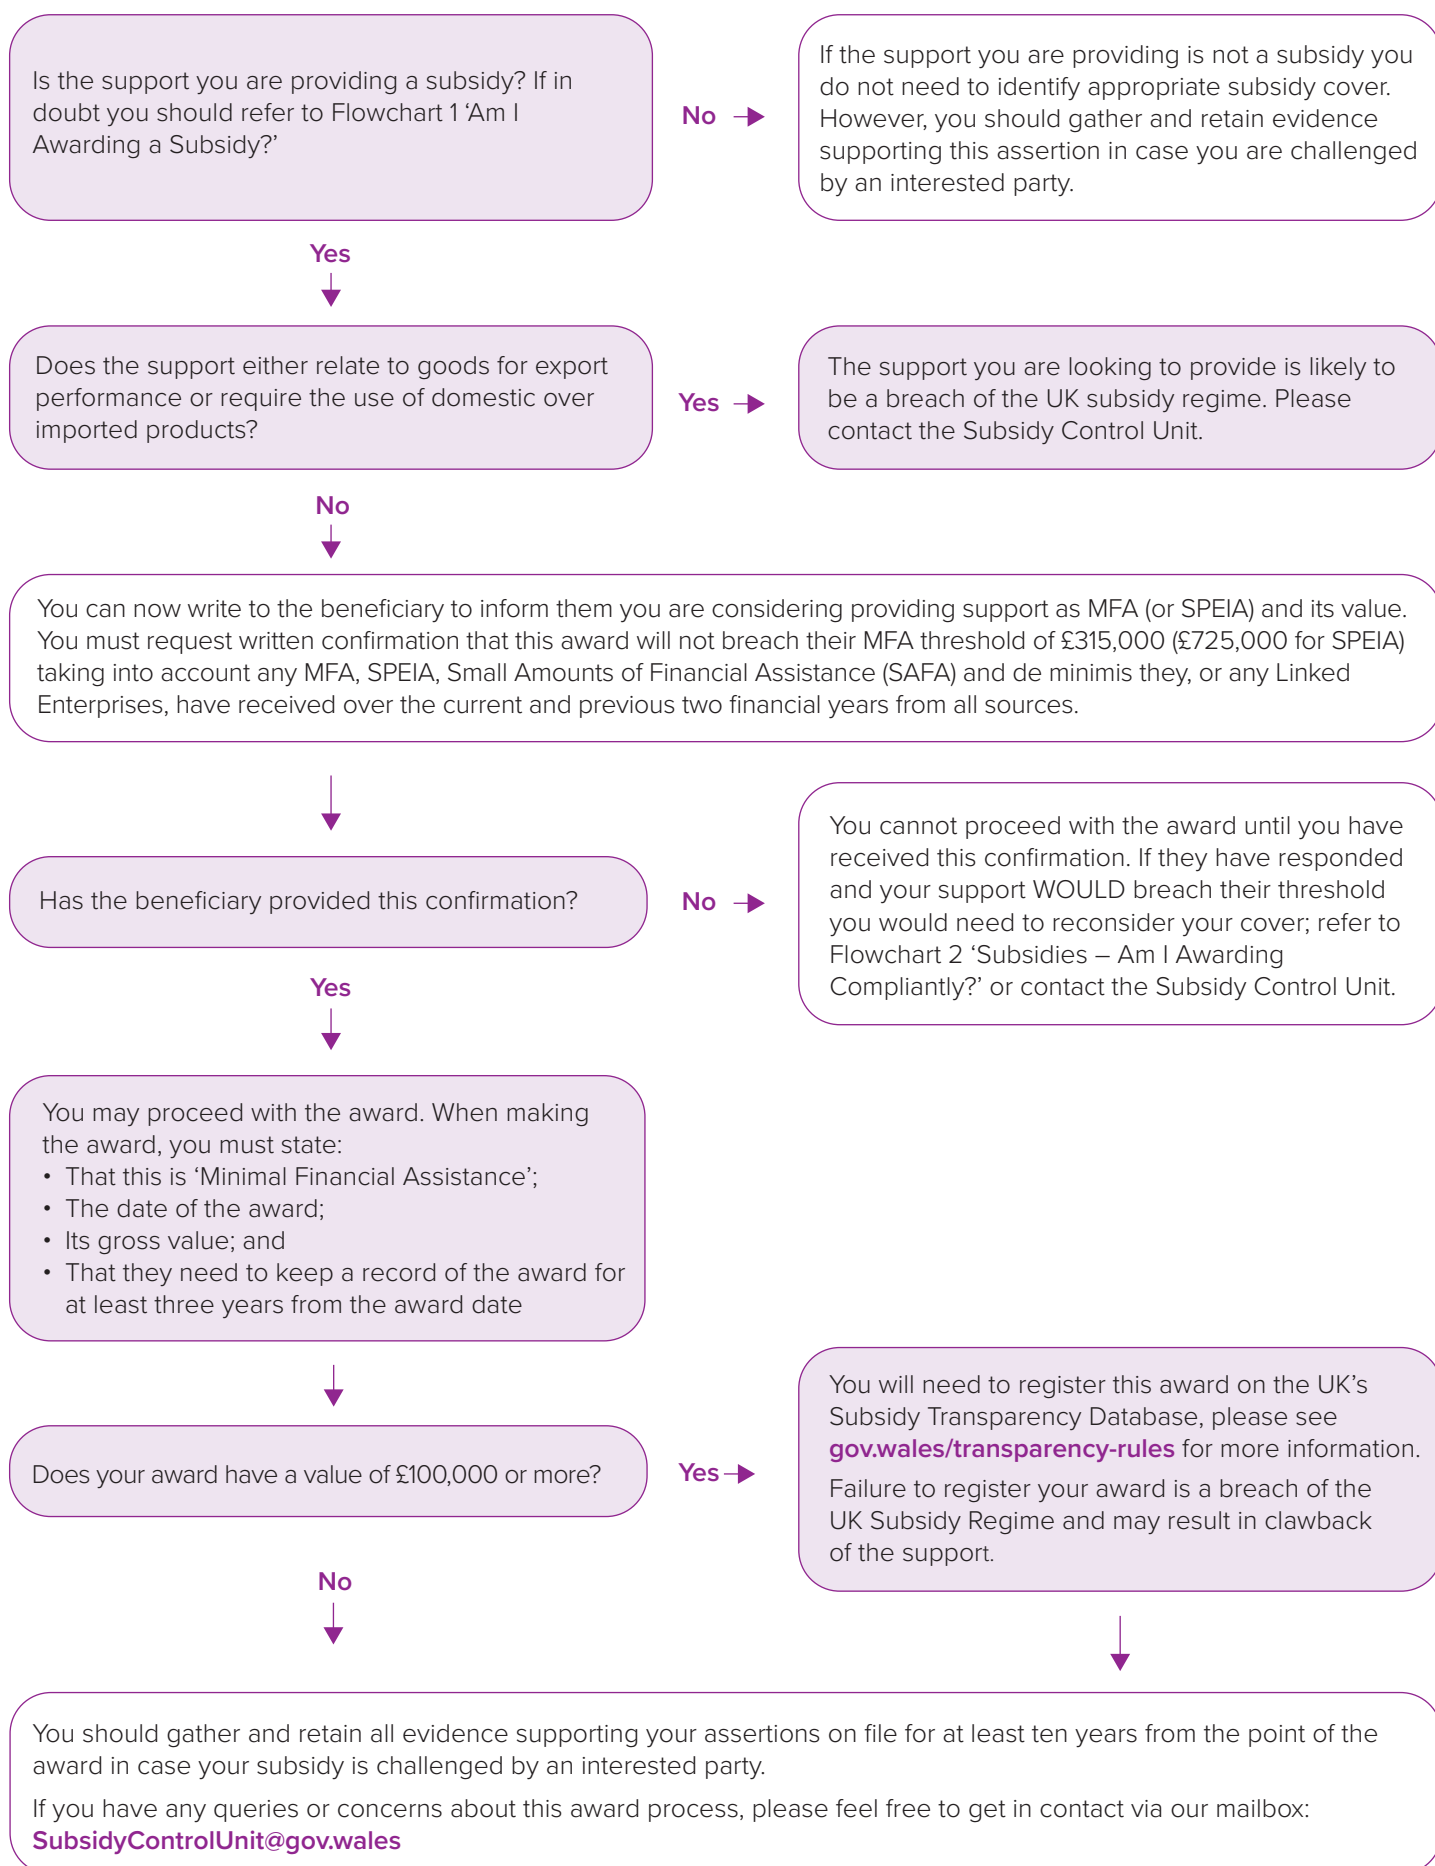 Is the support you are providing a subsidy? If in
doubt you should refer to Flowchart 1 ‘Am I
Awarding a Subsidy?’
No
If the support you are providing is not a subsidy you
do not need to identify appropriate subsidy cover.
However, you should gather and retain evidence
supporting this assertion in case you are challenged
by an interested party.
Yes
Does the support either relate to goods for export
performance or require the use of domestic over
imported products?
Yes
The support you are looking to provide is likely to
be a breach of the UK subsidy regime. Please
contact the Subsidy Control Unit.
No
You can now write to the beneficiary to inform them you are considering providing support as MFA (or SPEIA) and its value.
You must request written confirmation that this award will not breach their MFA threshold of £315,000 (£725,000 for SPEIA)
taking into account any MFA, SPEIA, Small Amounts of Financial Assistance (SAFA) and de minimis they, or any Linked
Enterprises, have received over the current and previous two financial years from all sources.
Has the beneficiary provided this confirmation?
No
You cannot proceed with the award until you have
received this confirmation. If they have responded
and your support WOULD breach their threshold
you would need to reconsider your cover; refer to
Flowchart 2 ‘Subsidies – Am I Awarding
Compliantly?’ or contact the Subsidy Control Unit.
Yes
You may proceed with the award. When making
the award, you must state:
• That this is ‘Minimal Financial Assistance’;
• The date of the award;
• Its gross value; and
• That they need to keep a record of the award for
at least three years from the award date
Does your award have a value of £100,000 or more?
Yes
You will need to register this award on the UK’s
Subsidy Transparency Database, please see
gov.wales/transparency-rules for more information.
Failure to register your award is a breach of the
UK Subsidy Regime and may result in clawback
of the support.
No
You should gather and retain all evidence supporting your assertions on file for at least ten years from the point of the
award in case your subsidy is challenged by an interested party.
If you have any queries or concerns about this award process, please feel free to get in contact via our mailbox:
SubsidyControlUnit@gov.wales